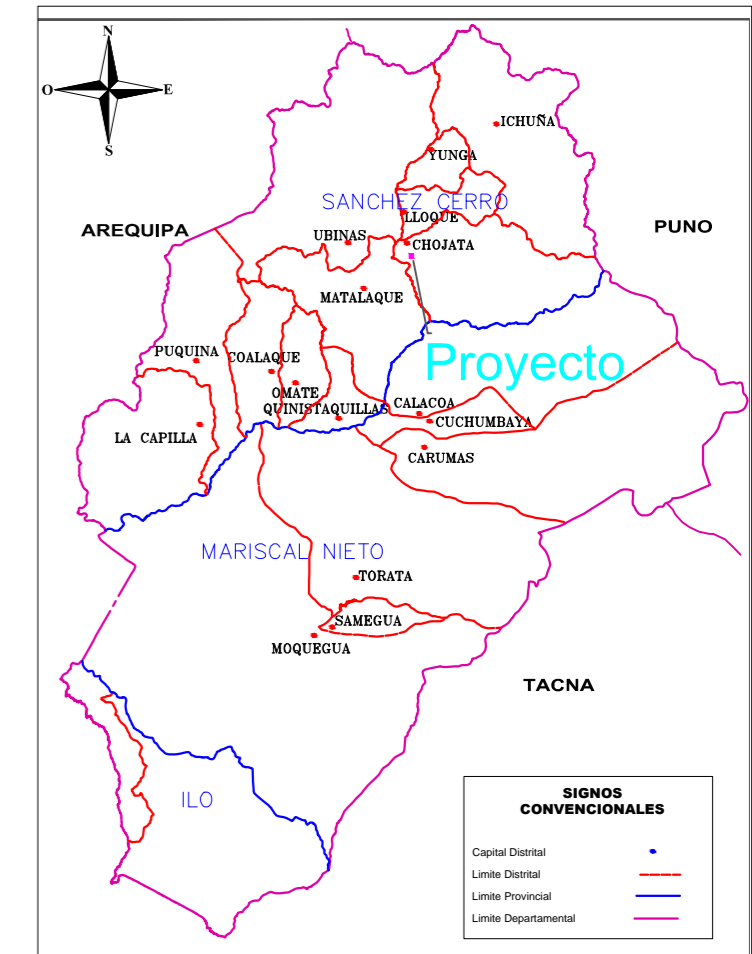 N
O
E
S
ICHUÑA
YUNGA
SANCHEZ CERRO
LLOQUE
AREQUIPA
PUNO
UBINAS
CHOJATA
MATALAQUE
PUQUINA
COALAQUE
Proyecto
OMATE
QUINISTAQUILLAS
CALACOA
CUCHUMBAYA
LA CAPILLA
CARUMAS
MARISCAL NIETO
TORATA
SAMEGUA
MOQUEGUA
TACNA
ILO
SIGNOS
CONVENCIONALES
Capital Distrital
Limite Distrital
Limite Provincial
Limite Departamental